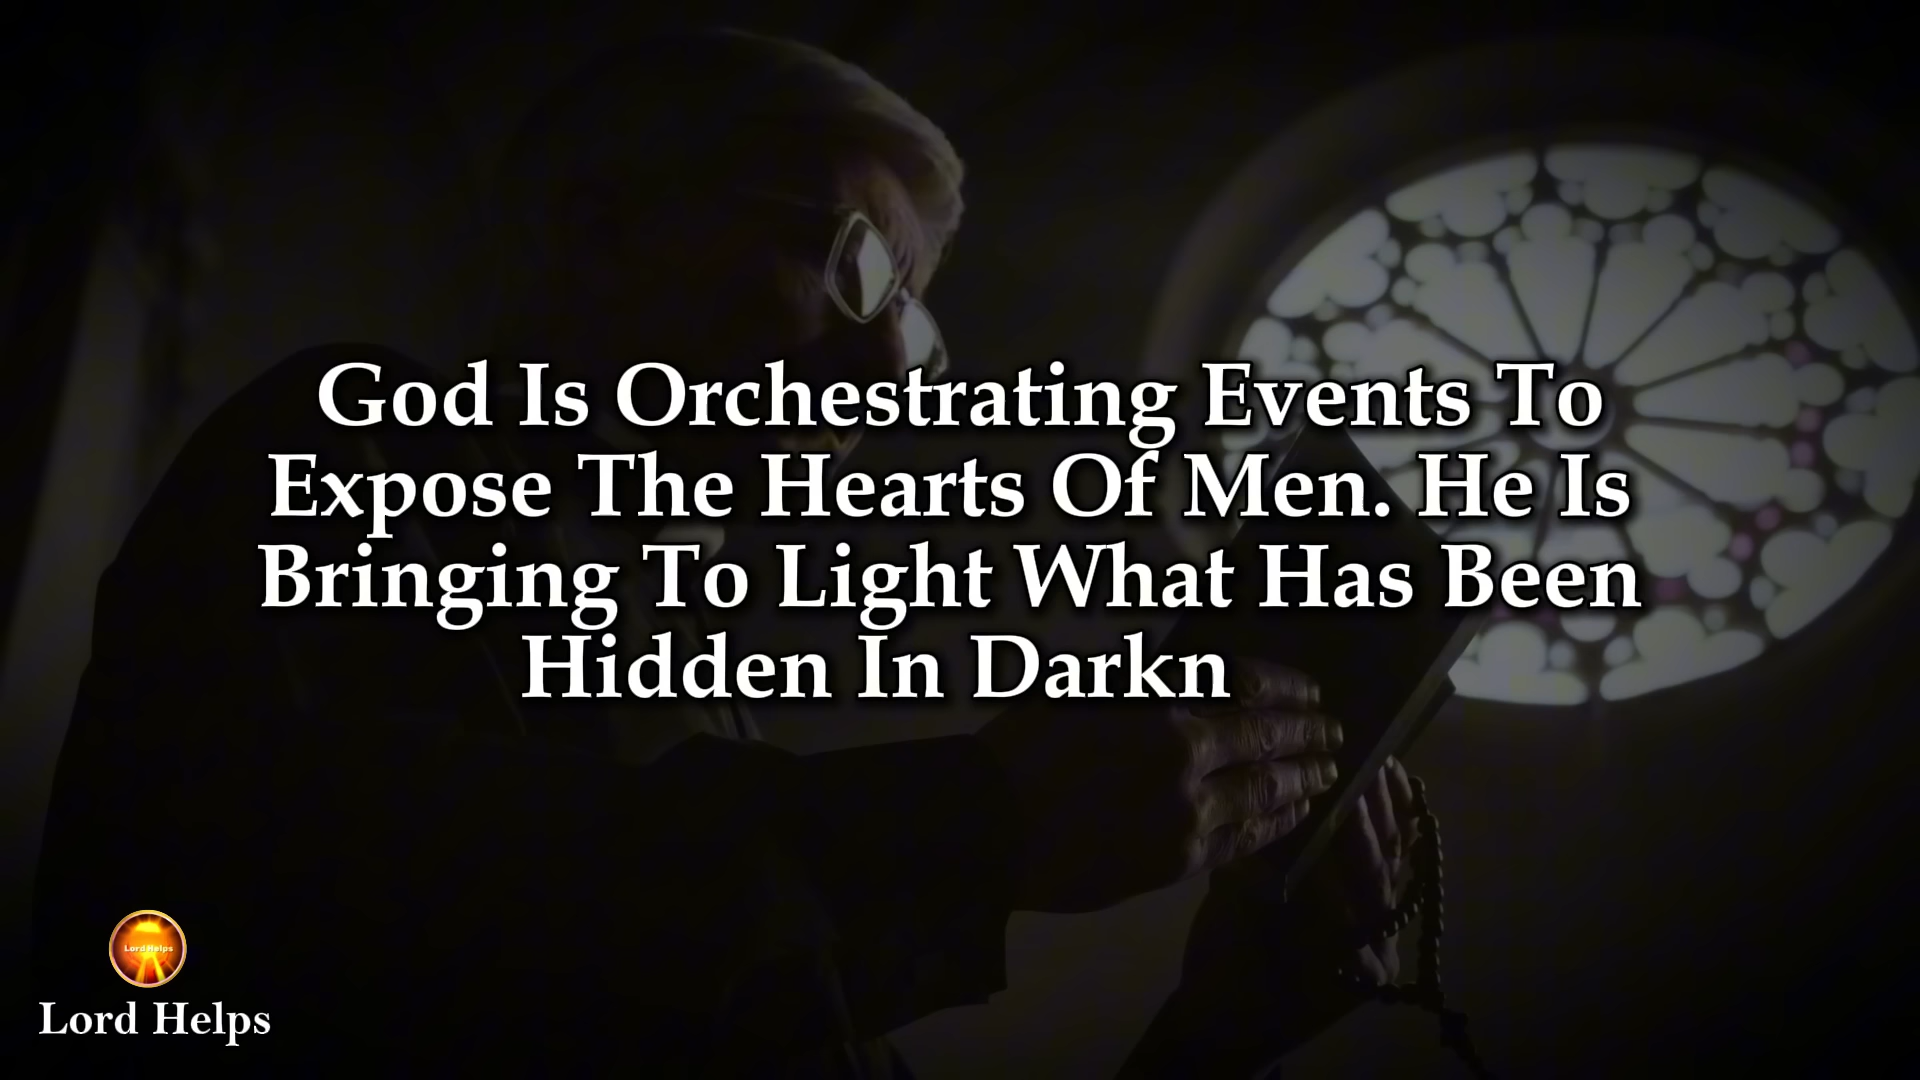 God Is Orchestrating Events To
Expose The Hearts Of Men. He Is
Bringing To Light What Has Been
Hidden In Darkn
Lord Helps
Lord Helps